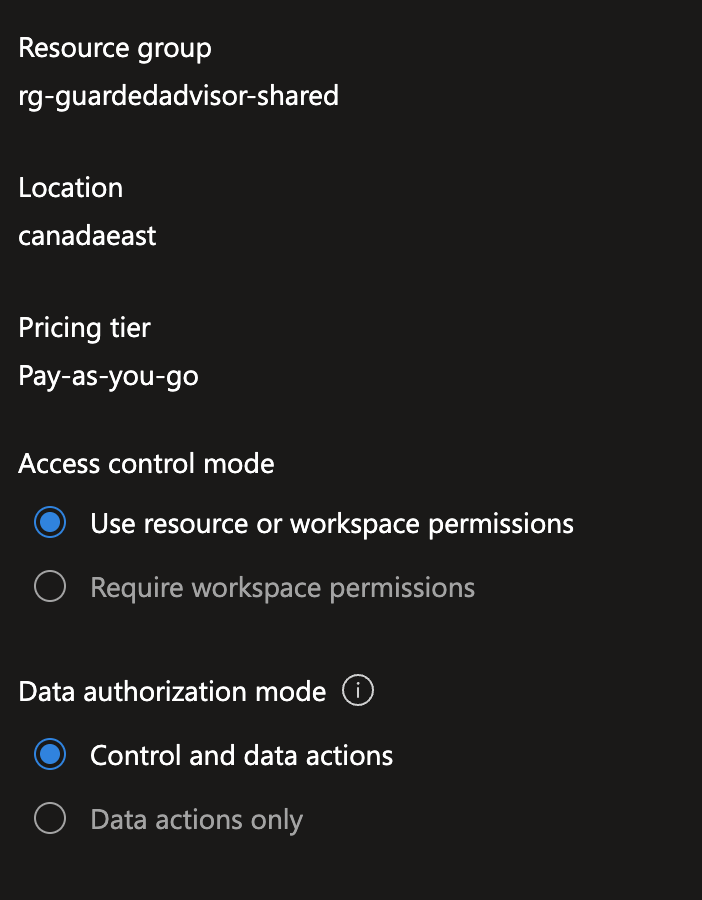 Resource group
rg-guardedadvisor-shared
Location
canadaeast
Pricing tier
Pay-as-you-go
Access control mode
Use resource or workspace permissions
Require workspace permissions
Data authorization mode
Control and data actions
Data actions only